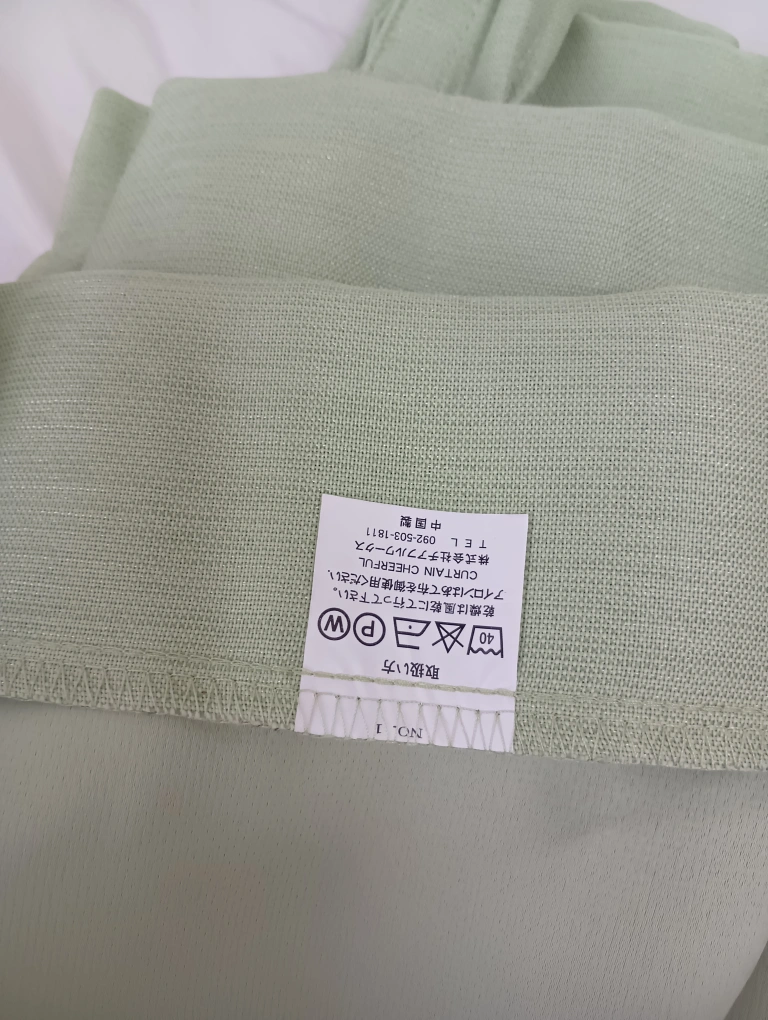 NO. 1
取扱い方
40 P W
乾燥は風乾にて行って下さい。
アイロンはあて布を御使用ください.
CURTAIN CHEERFUL
株式会社チアフルワークス
TEL 092-503-1811
中国製